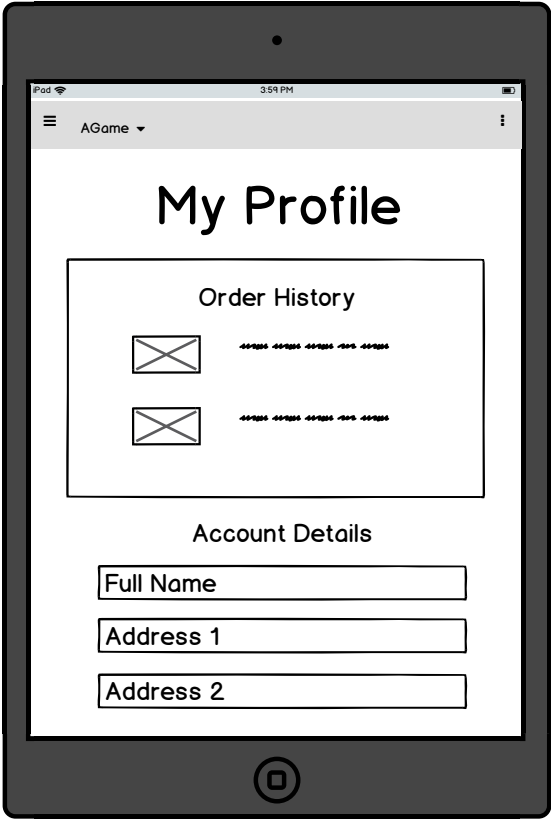 iPad
3:59 PM
AGame
My Profile
Order History
Account Details
Full Name
Address 1
Address 2